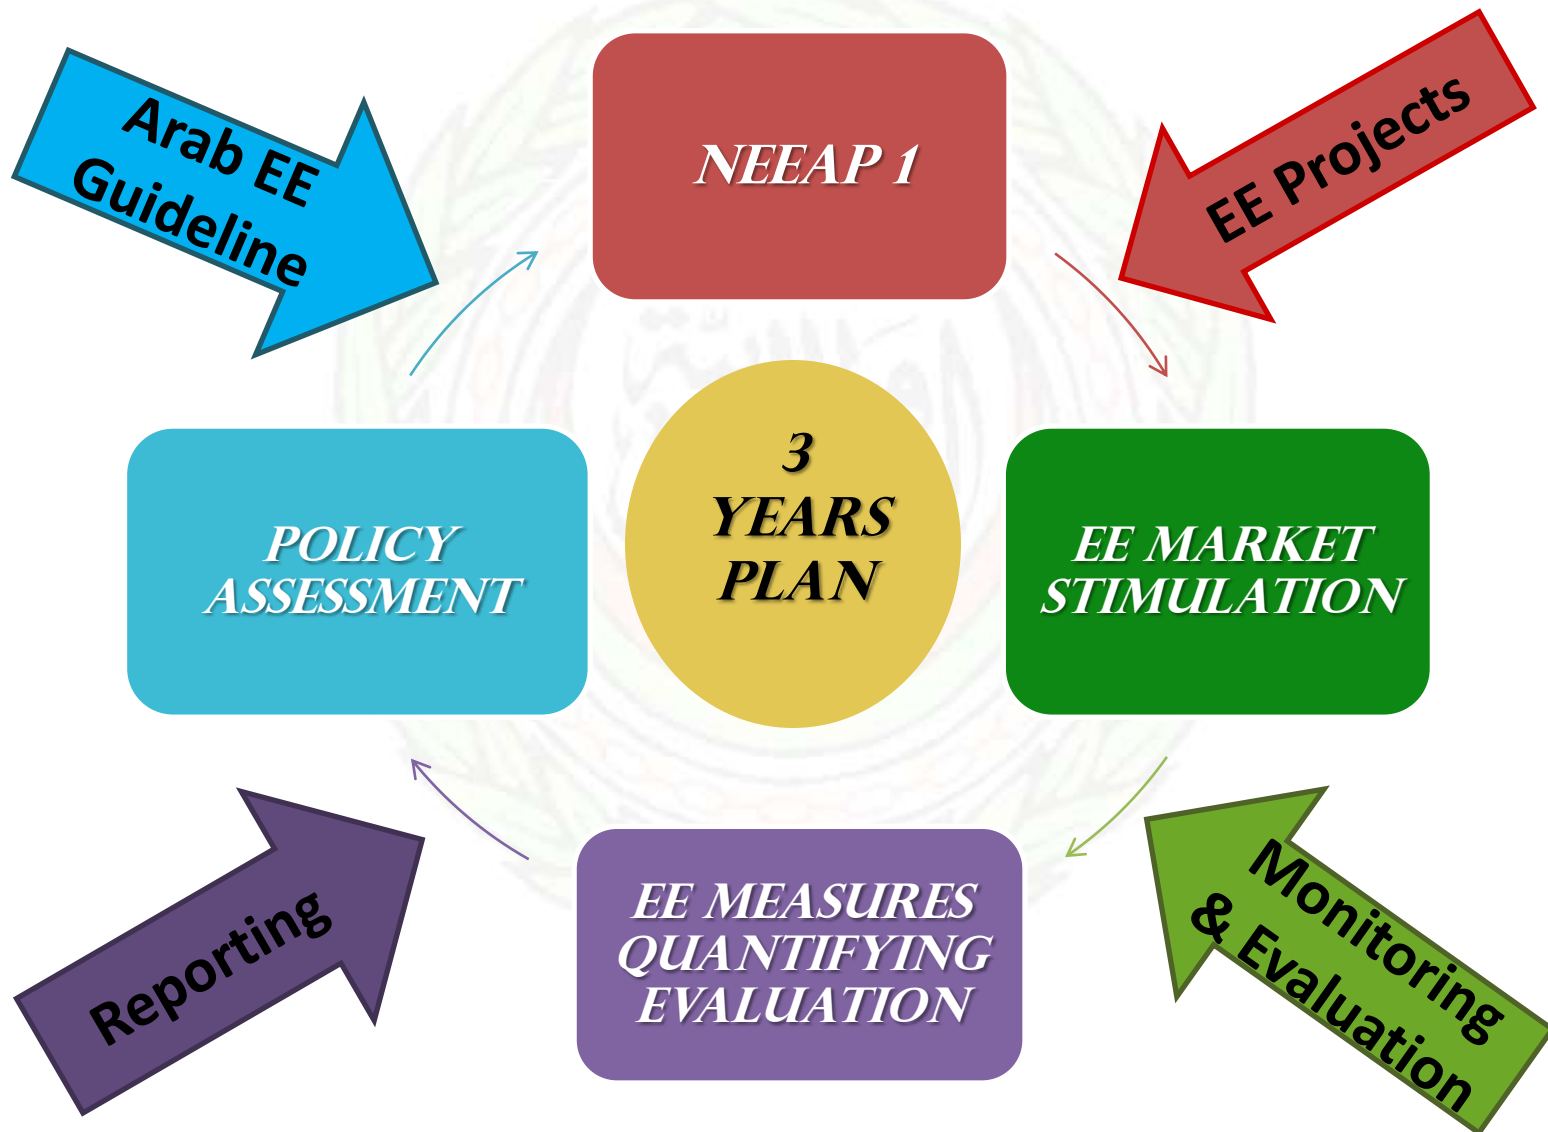 Arab EE
Guideline
NEEAP 1
EE Projects
3
YEARS
PLAN
POLICY
ASSESSMENT
EE MARKET
STIMULATION
EE MEASURES
QUANTIFYING
EVALUATION
Reporting
Monitoring
& Evaluation